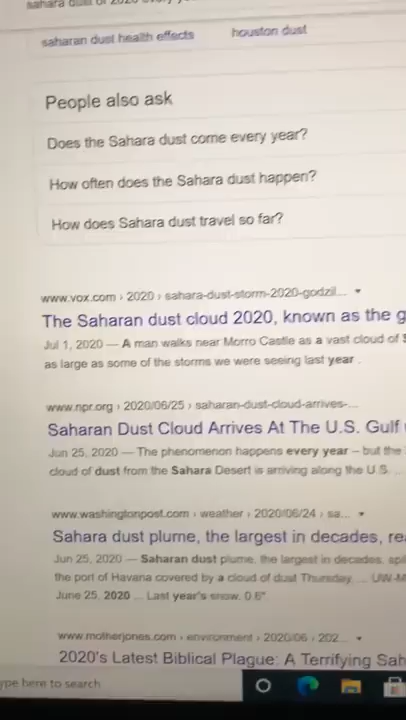 saharan dust health effects
houston dust
People also ask
Does the Sahara dust come every year?
How often does the Sahara dust happen?
How does Sahara dust travel so far?
www.vox.com › 2020 › sahara-dust-storm-2020-godzil...
The Saharan dust cloud 2020, known as the g
Jul 1, 2020 — A man walks near Morro Castle as a vast cloud of S
as large as some of the storms we were seeing last year .
www.npr.org › 2020/06/25 › saharan-dust-cloud-arrives-...
Saharan Dust Cloud Arrives At The U.S. Gulf
Jun 25, 2020 — The phenomenon happens every year – but the
cloud of dust from the Sahara Desert is arriving along the U.S. ...
www.washingtonpost.com › weather › 2020/06/24 › sa...
Sahara dust plume, the largest in decades, re
Jun 25, 2020 — Saharan dust plume, the largest in decades, spil
the port of Havana covered by a cloud of dust Thursday. ... UW-M
June 25, 2020 ... Last year's snow, 0.6".
www.motherjones.com › environment › 2020/06 › 202...
2020's Latest Biblical Plague: A Terrifying Sah
ype here to search